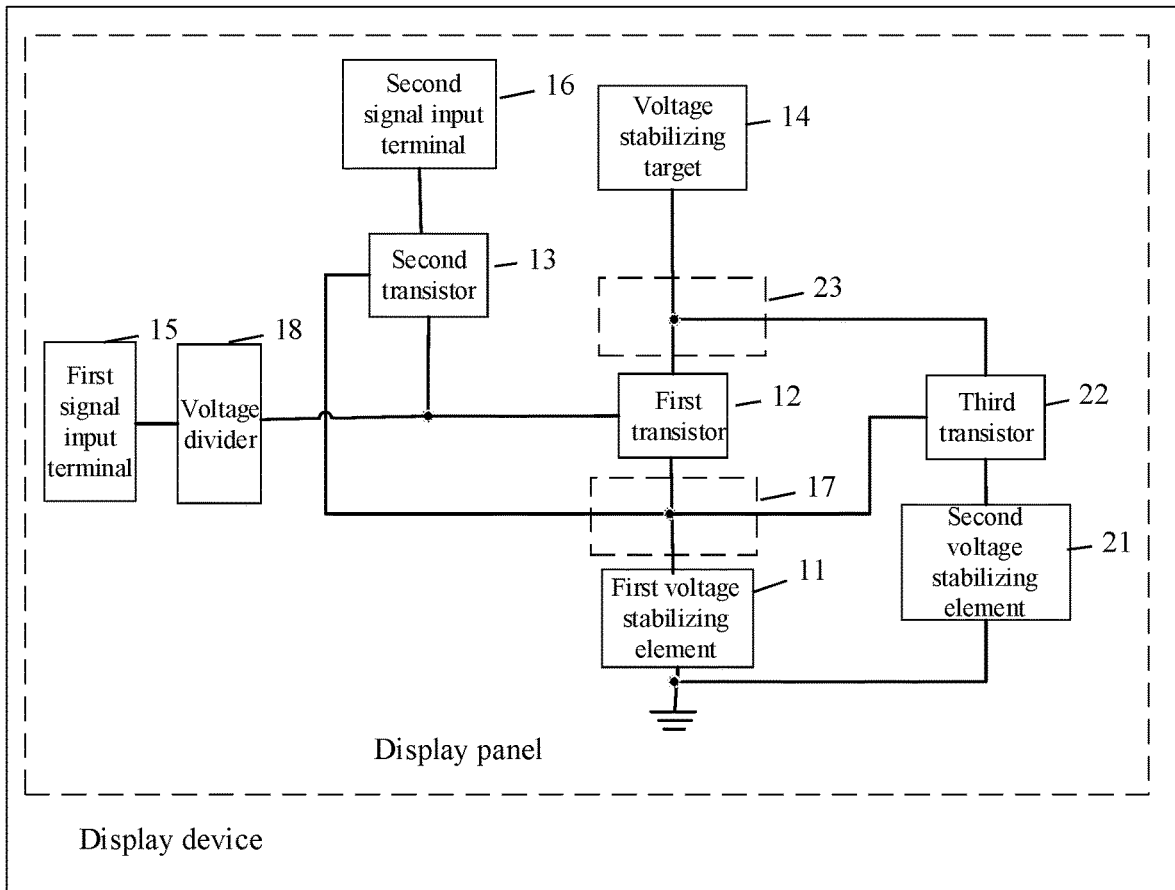 Second
signal input
terminal
16
Voltage
stabilizing
target
14
Second
transistor
13
23
15
18
First
signal
input
terminal
Voltage
divider
First
transistor
12
Third
transistor
22
17
First voltage
stabilizing
element
11
Second
voltage
stabilizing
element
21
Display panel
Display device